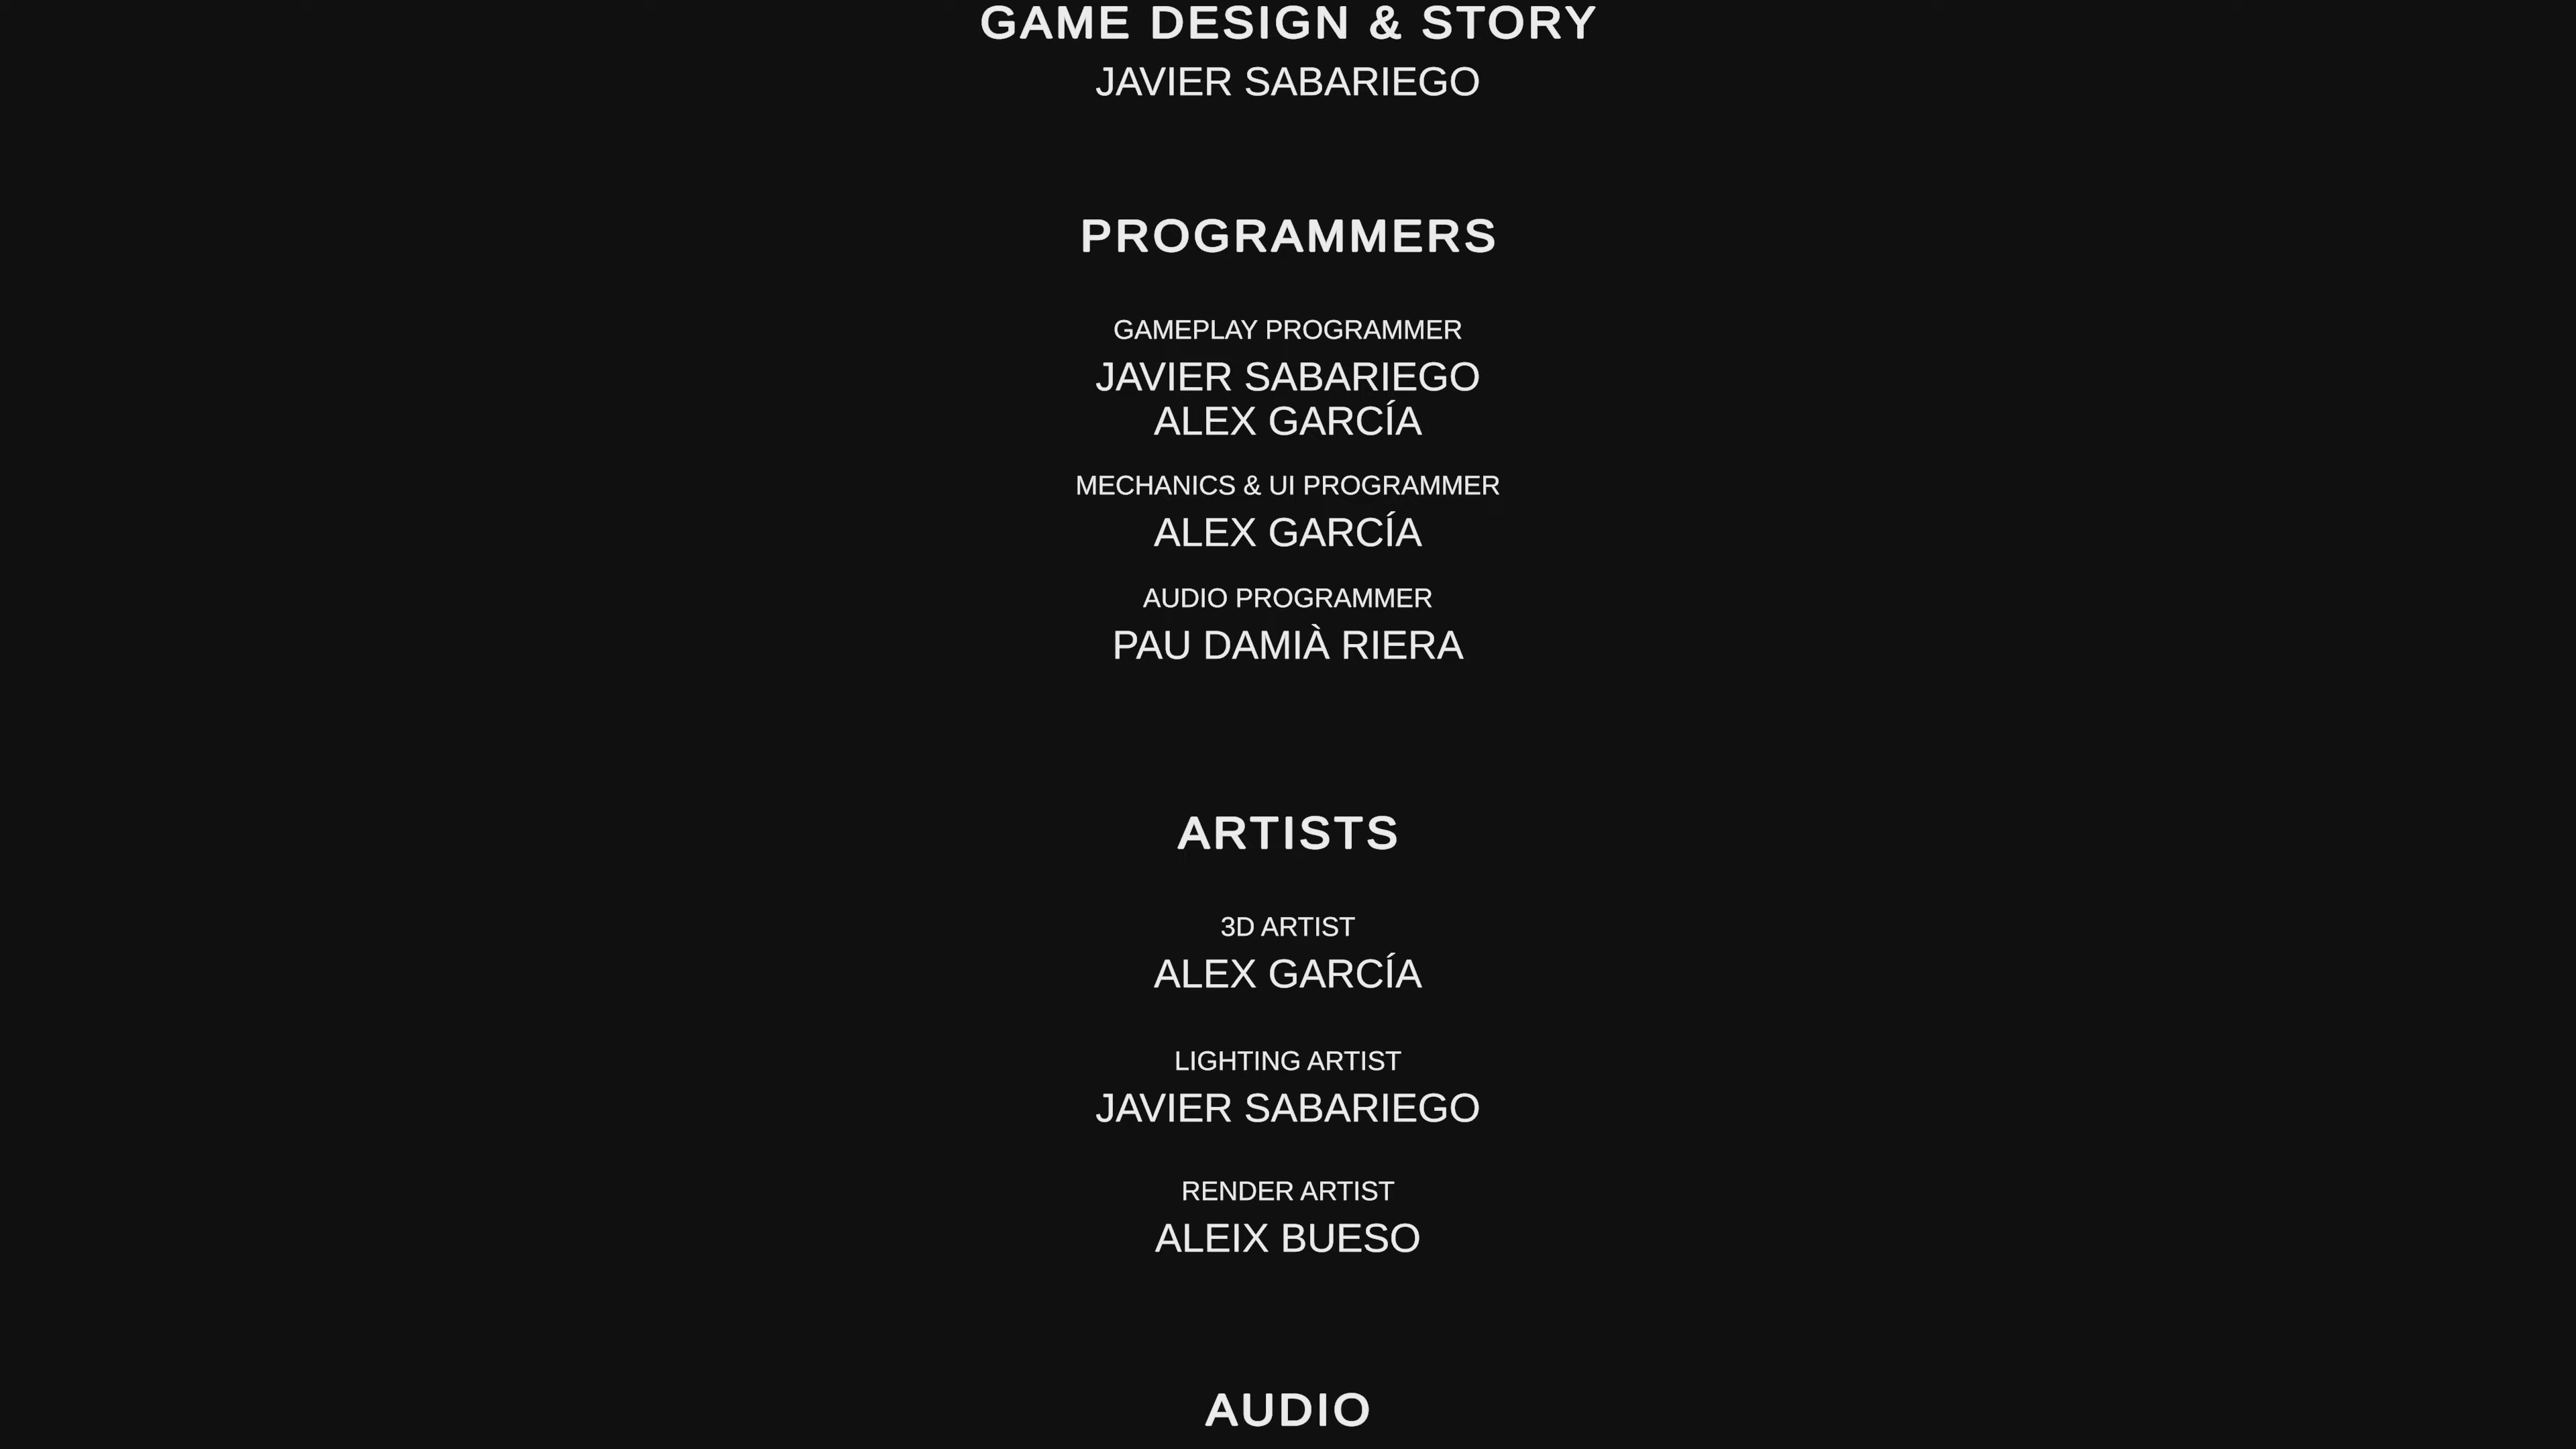 GAME DESIGN & STORY
JAVIER SABARIEGO
PROGRAMMERS
GAMEPLAY PROGRAMMER
JAVIER SABARIEGO
ALEX GARCÍA
MECHANICS & UI PROGRAMMER
ALEX GARCÍA
AUDIO PROGRAMMER
PAU DAMIÀ RIERA
ARTISTS
3D ARTIST
ALEX GARCÍA
LIGHTING ARTIST
JAVIER SABARIEGO
RENDER ARTIST
ALEIX BUESO
AUDIO